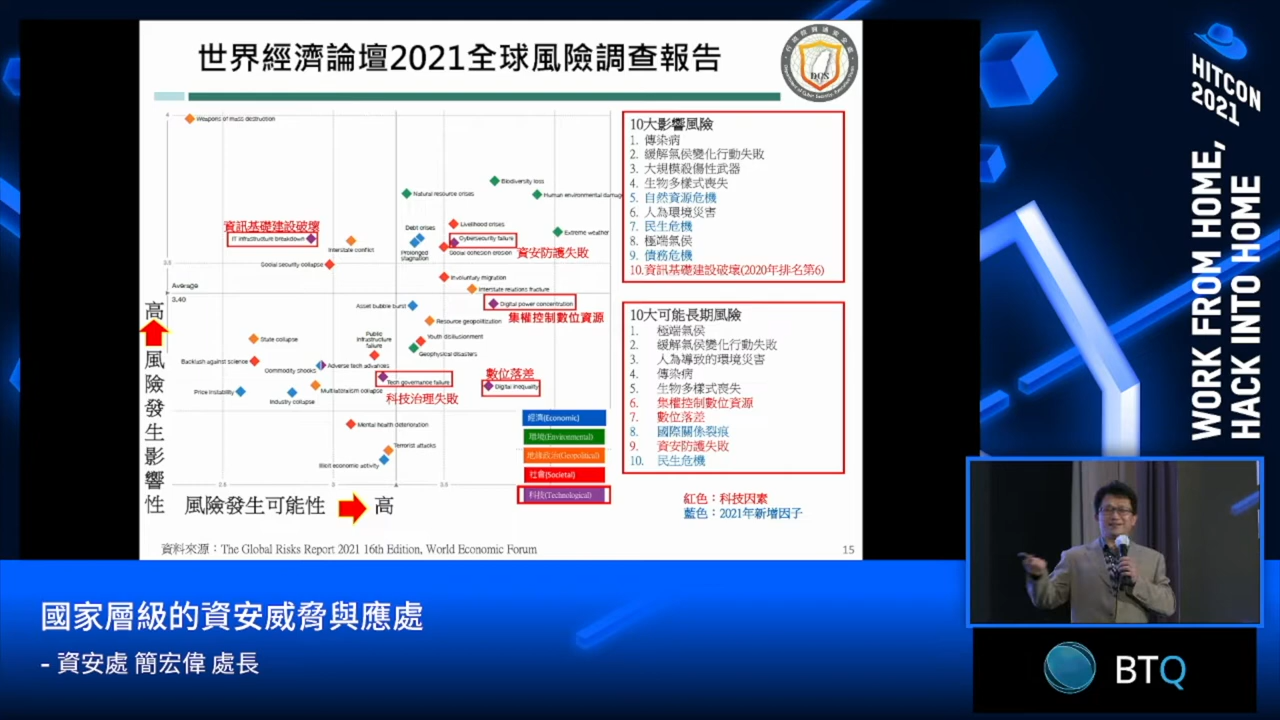 世界經濟論壇2021全球風險調查報告
DCS
HITCON
2021
WORK FROM HOME,
HACK INTO HOME
4
Weapons of mass destruction
Biodiversity loss
Natural resource crises
Human environmental damage
資訊基礎建設破壞
IT infrastructure breakdown
Interstate conflict
Debt crises
Prolonged
stagnation
Livelihood crises
Cybersecurity failure
Social cohesion erosion
資安防護失敗
Extreme weather
Social security collapse
3.5
Involuntary migration
Average
3.40
Interstate relations fracture
Asset bubble burst
Digital power concentration
集權控制數位資源
Resource geopolitization
State collapse
Public
infrastructure
failure
Youth disillusionment
Geophysical disasters
Backlash against science
Commodity shocks
Adverse tech advances
數位落差
Tech governance failure
Digital inequality
Price instability
Industry collapse
Multilateralism collapse
科技治理失敗
Mental health deterioration
Terrorist attacks
Illicit economic activity
2.5
3
3.5
經濟(Economic)
環境(Environmental)
地緣政治(Geopolitical)
社會(Societal)
科技(Technological)
高
風險發生影響性
風險發生可能性
高
10大影響風險
1. 傳染病
2. 緩解氣侯變化行動失敗
3. 大規模殺傷性武器
4. 生物多樣式喪失
5. 自然資源危機
6. 人為環境災害
7. 民生危機
8. 極端氣侯
9. 債務危機
10.資訊基礎建設破壞(2020年排名第6)
10大可能長期風險
1. 極端氣侯
2. 緩解氣侯變化行動失敗
3. 人為導致的環境災害
4. 傳染病
5. 生物多樣式喪失
6. 集權控制數位資源
7. 數位落差
8. 國際關係裂痕
9. 資安防護失敗
10. 民生危機
紅色：科技因素
藍色：2021年新增因子
資料來源：The Global Risks Report 2021 16th Edition, World Economic Forum
15
國家層級的資安威脅與應處
- 資安處 簡宏偉 處長
BTQ